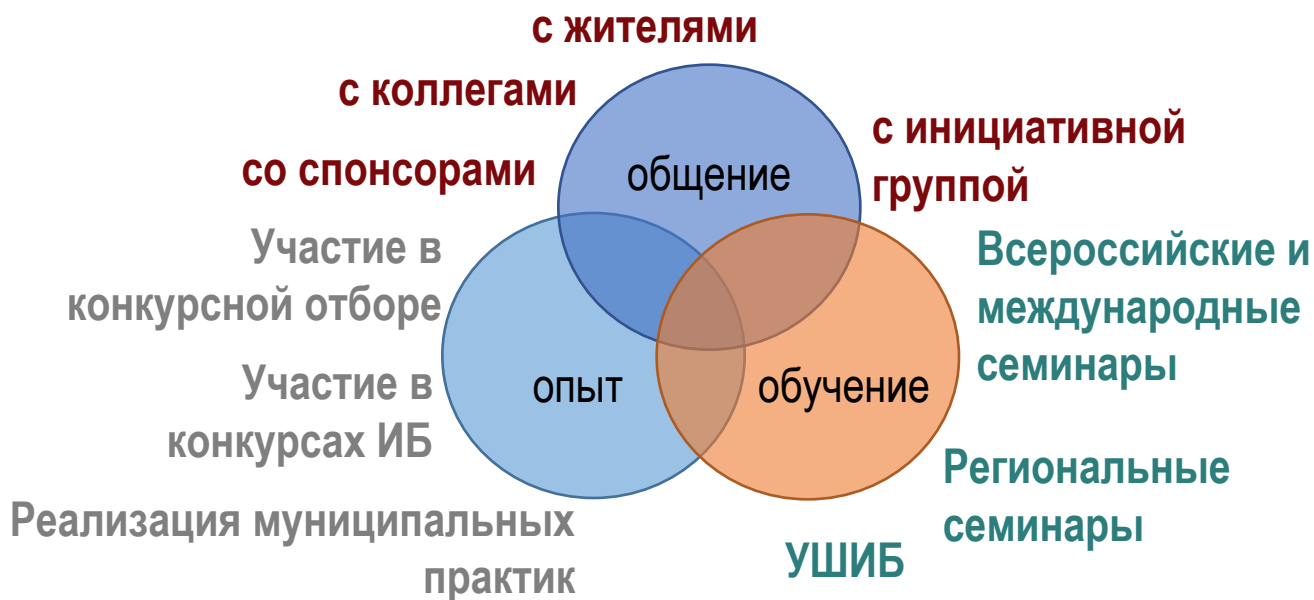 с жителями
с коллегами
со спонсорами
с инициативной
группой
общение
Участие в
конкурсной отборе
Участие в
конкурсах ИБ
Реализация муниципальных
практик
опыт
обучение
Всероссийские и
международные
семинары
Региональные
семинары
УШИБ